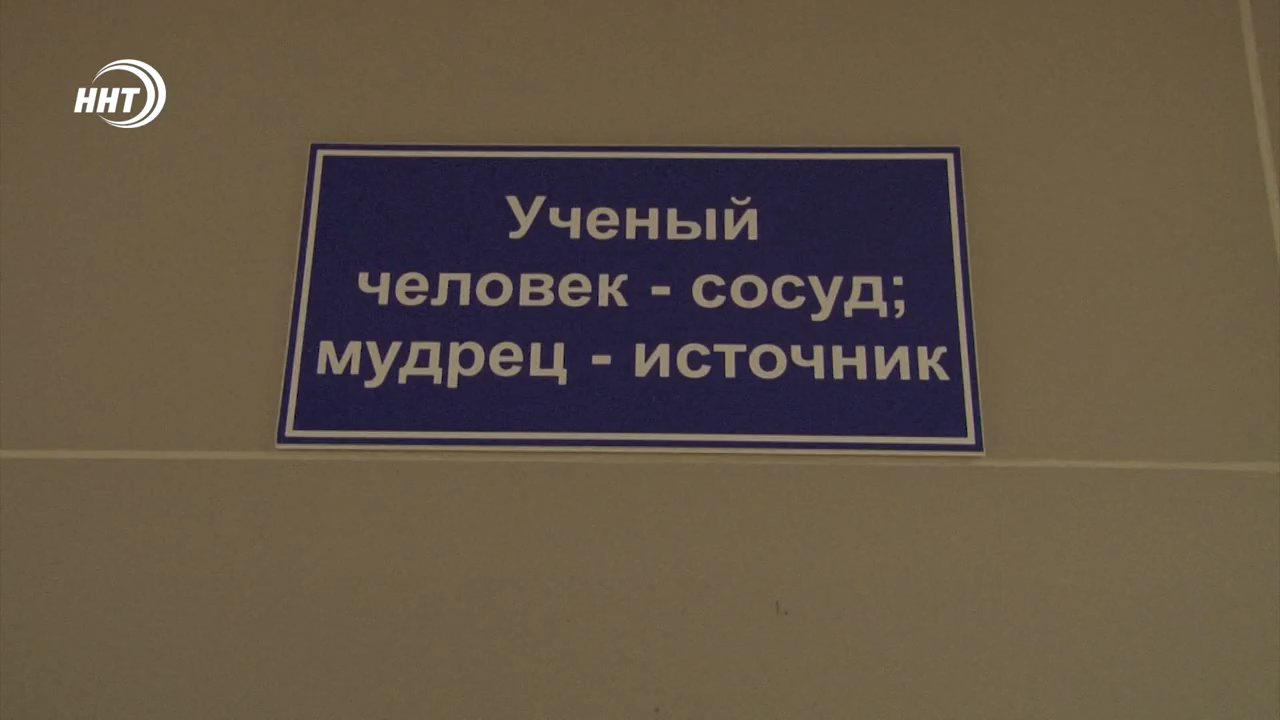 ННТ
Ученый
человек - сосуд;
мудрец - источник